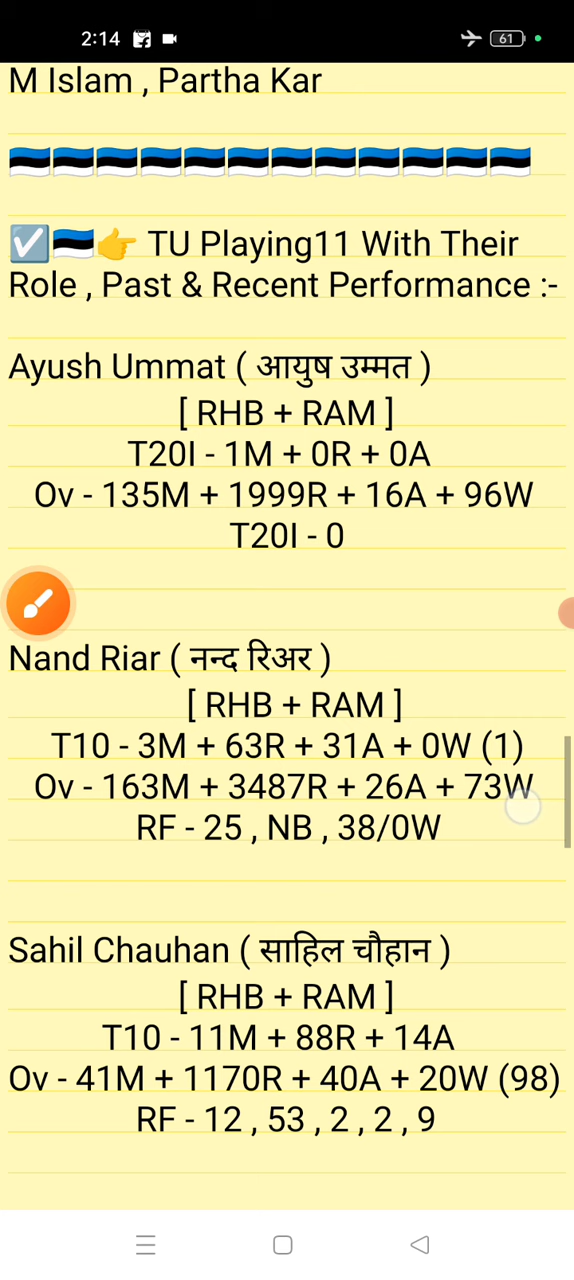 2:14
61
M Islam , Partha Kar
🇪🇪🇪🇪🇪🇪🇪🇪🇪🇪🇪🇪🇪🇪🇪🇪🇪🇪🇪🇪🇪🇪🇪🇪
☑️🇪🇪👉 TU Playing11 With Their
Role , Past & Recent Performance :-
Ayush Ummat ( आयुष उम्मत )
[ RHB + RAM ]
T20I - 1M + 0R + 0A
Ov - 135M + 1999R + 16A + 96W
T20I - 0
Nand Riar ( नन्द रिअर )
[ RHB + RAM ]
T10 - 3M + 63R + 31A + 0W (1)
Ov - 163M + 3487R + 26A + 73W
RF - 25 , NB , 38/0W
Sahil Chauhan ( साहिल चौहान )
[ RHB + RAM ]
T10 - 11M + 88R + 14A
Ov - 41M + 1170R + 40A + 20W (98)
RF - 12 , 53 , 2 , 2 , 9